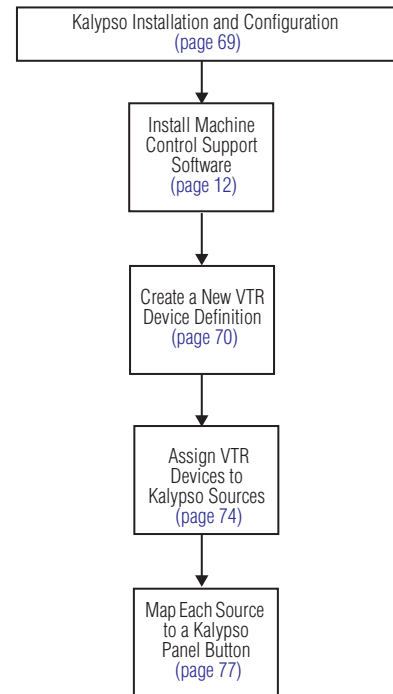 Kalypso Installation and Configuration
(page 69)
Install Machine
Control Support
Software
(page 12)
Create a New VTR
Device Definition
(page 70)
Assign VTR
Devices to
Kalypso Sources
(page 74)
Map Each Source
to a Kalypso
Panel Button
(page 77)